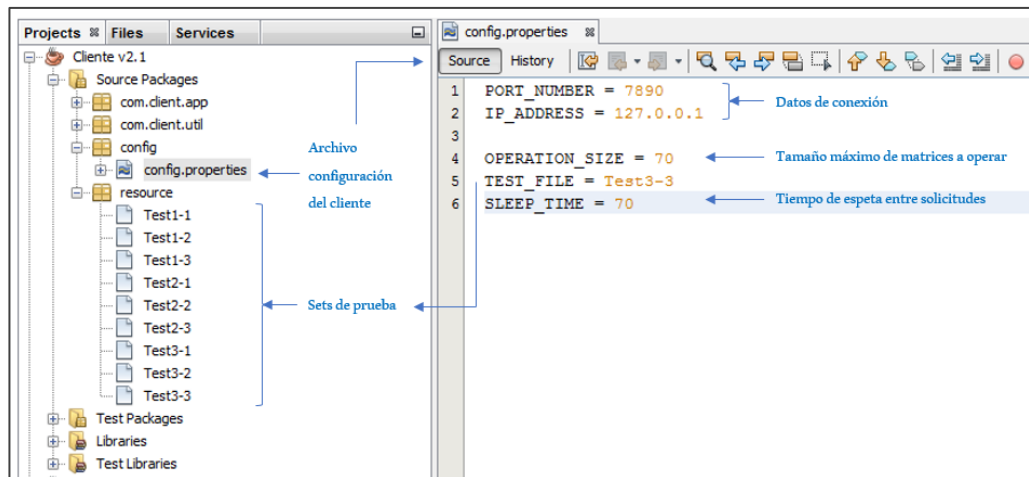 Projects Files Services
Cliente v2.1
Source Packages
com.client.app
com.client.util
config
config.properties
resource
Test1-1
Test1-2
Test1-3
Test2-1
Test2-2
Test2-3
Test3-1
Test3-2
Test3-3
Test Packages
Libraries
Test Libraries
Archivo
configuración
del cliente
Sets de prueba
config.properties
Source History
1 PORT_NUMBER = 7890
2 IP_ADDRESS = 127.0.0.1
3
4 OPERATION_SIZE = 70
5 TEST_FILE = Test3-3
6 SLEEP_TIME = 70
Datos de conexión
Tamaño máximo de matrices a operar
Tiempo de espeta entre solicitudes